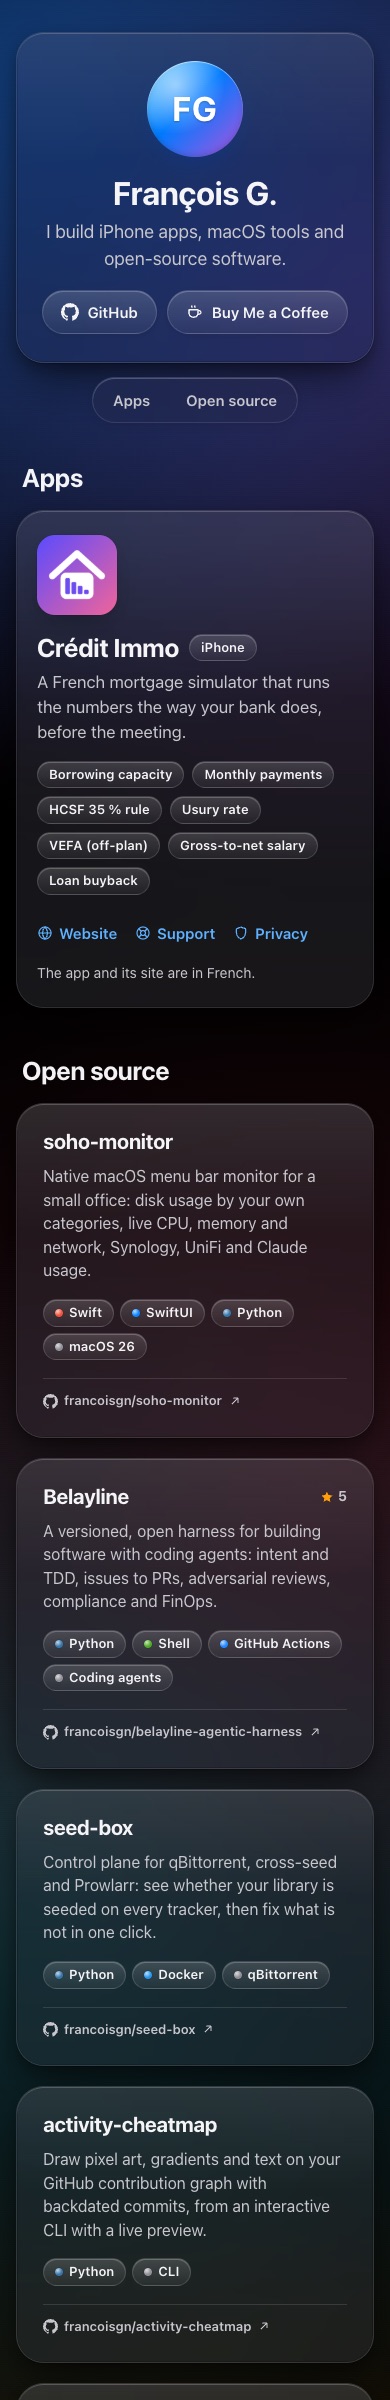 FG
François G.
I build iPhone apps, macOS tools and
open-source software.
GitHub
Buy Me a Coffee
Apps
Open source
Apps
Crédit Immo
iPhone
A French mortgage simulator that runs
the numbers the way your bank does,
before the meeting.
Borrowing capacity
Monthly payments
HCSF 35 % rule
Usury rate
VEFA (off-plan)
Gross-to-net salary
Loan buyback
Website
Support
Privacy
The app and its site are in French.
Open source
soho-monitor
Native macOS menu bar monitor for a
small office: disk usage by your own
categories, live CPU, memory and
network, Synology, UniFi and Claude
usage.
Swift
SwiftUI
Python
macOS 26
francoisgn/soho-monitor ↗
Belayline
★ 5
A versioned, open harness for building
software with coding agents: intent and
TDD, issues to PRs, adversarial reviews,
compliance and FinOps.
Python
Shell
GitHub Actions
Coding agents
francoisgn/belayline-agentic-harness ↗
seed-box
Control plane for qBittorrent, cross-seed
and Prowlarr: see whether your library is
seeded on every tracker, then fix what is
not in one click.
Python
Docker
qBittorrent
francoisgn/seed-box ↗
activity-cheatmap
Draw pixel art, gradients and text on your
GitHub contribution graph with
backdated commits, from an interactive
CLI with a live preview.
Python
CLI
francoisgn/activity-cheatmap ↗